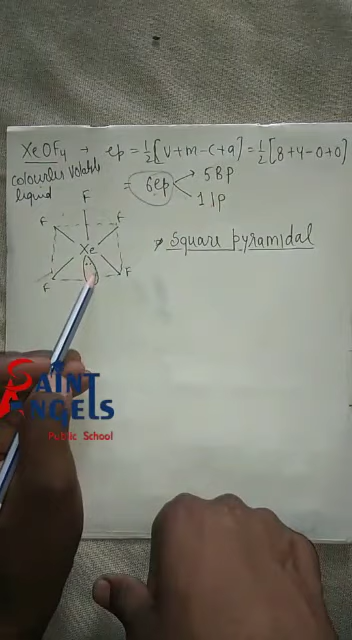 XeOF4 → ep = 1/2[V+m-c+a] = 1/2[8+4-0+0]
colourless volatile liquid
= 6ep
5BP
1lP
F
F
F
Xe
F
F
* Square pyramidal
SAINT ANGELS
Public School